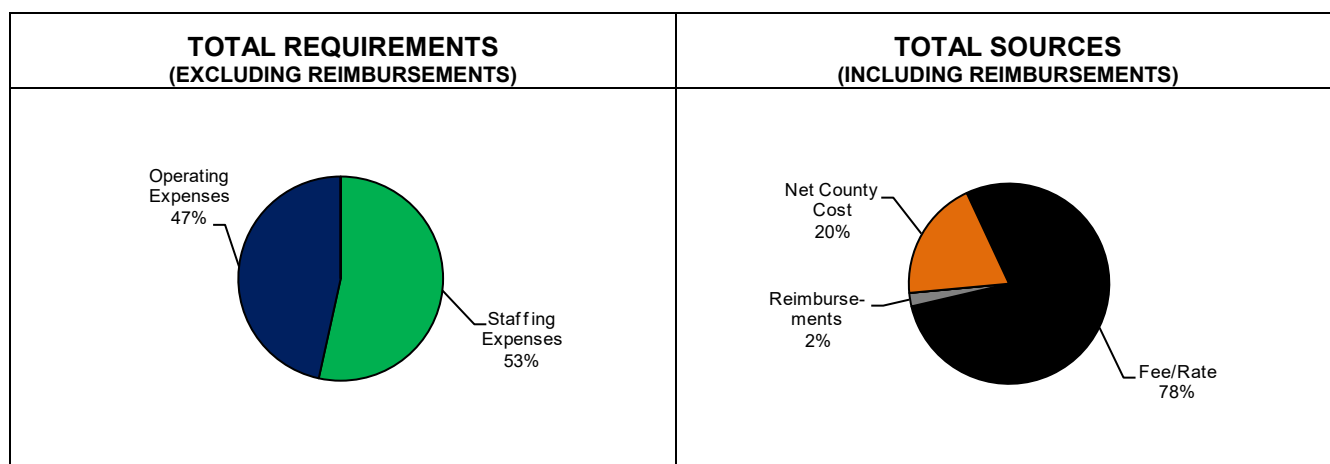 TOTAL REQUIREMENTS
(EXCLUDING REIMBURSEMENTS)
Operating
Expenses
47%
Staffing
Expenses
53%
TOTAL SOURCES
(INCLUDING REIMBURSEMENTS)
Net County
Cost
20%
Reimburse-
ments
2%
Fee/Rate
78%